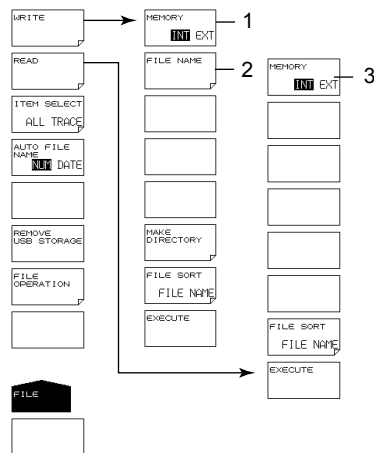 WRITE
READ
ITEM SELECT
ALL TRACE
AUTO FILE
NAME
NUM DATE
REMOVE
USB STORAGE
FILE
OPERATION
FILE
MEMORY
INT EXT
1
FILE NAME
2
MAKE
DIRECTORY
FILE SORT
FILE NAME
EXECUTE
MEMORY
INT EXT
3
FILE SORT
FILE NAME
EXECUTE